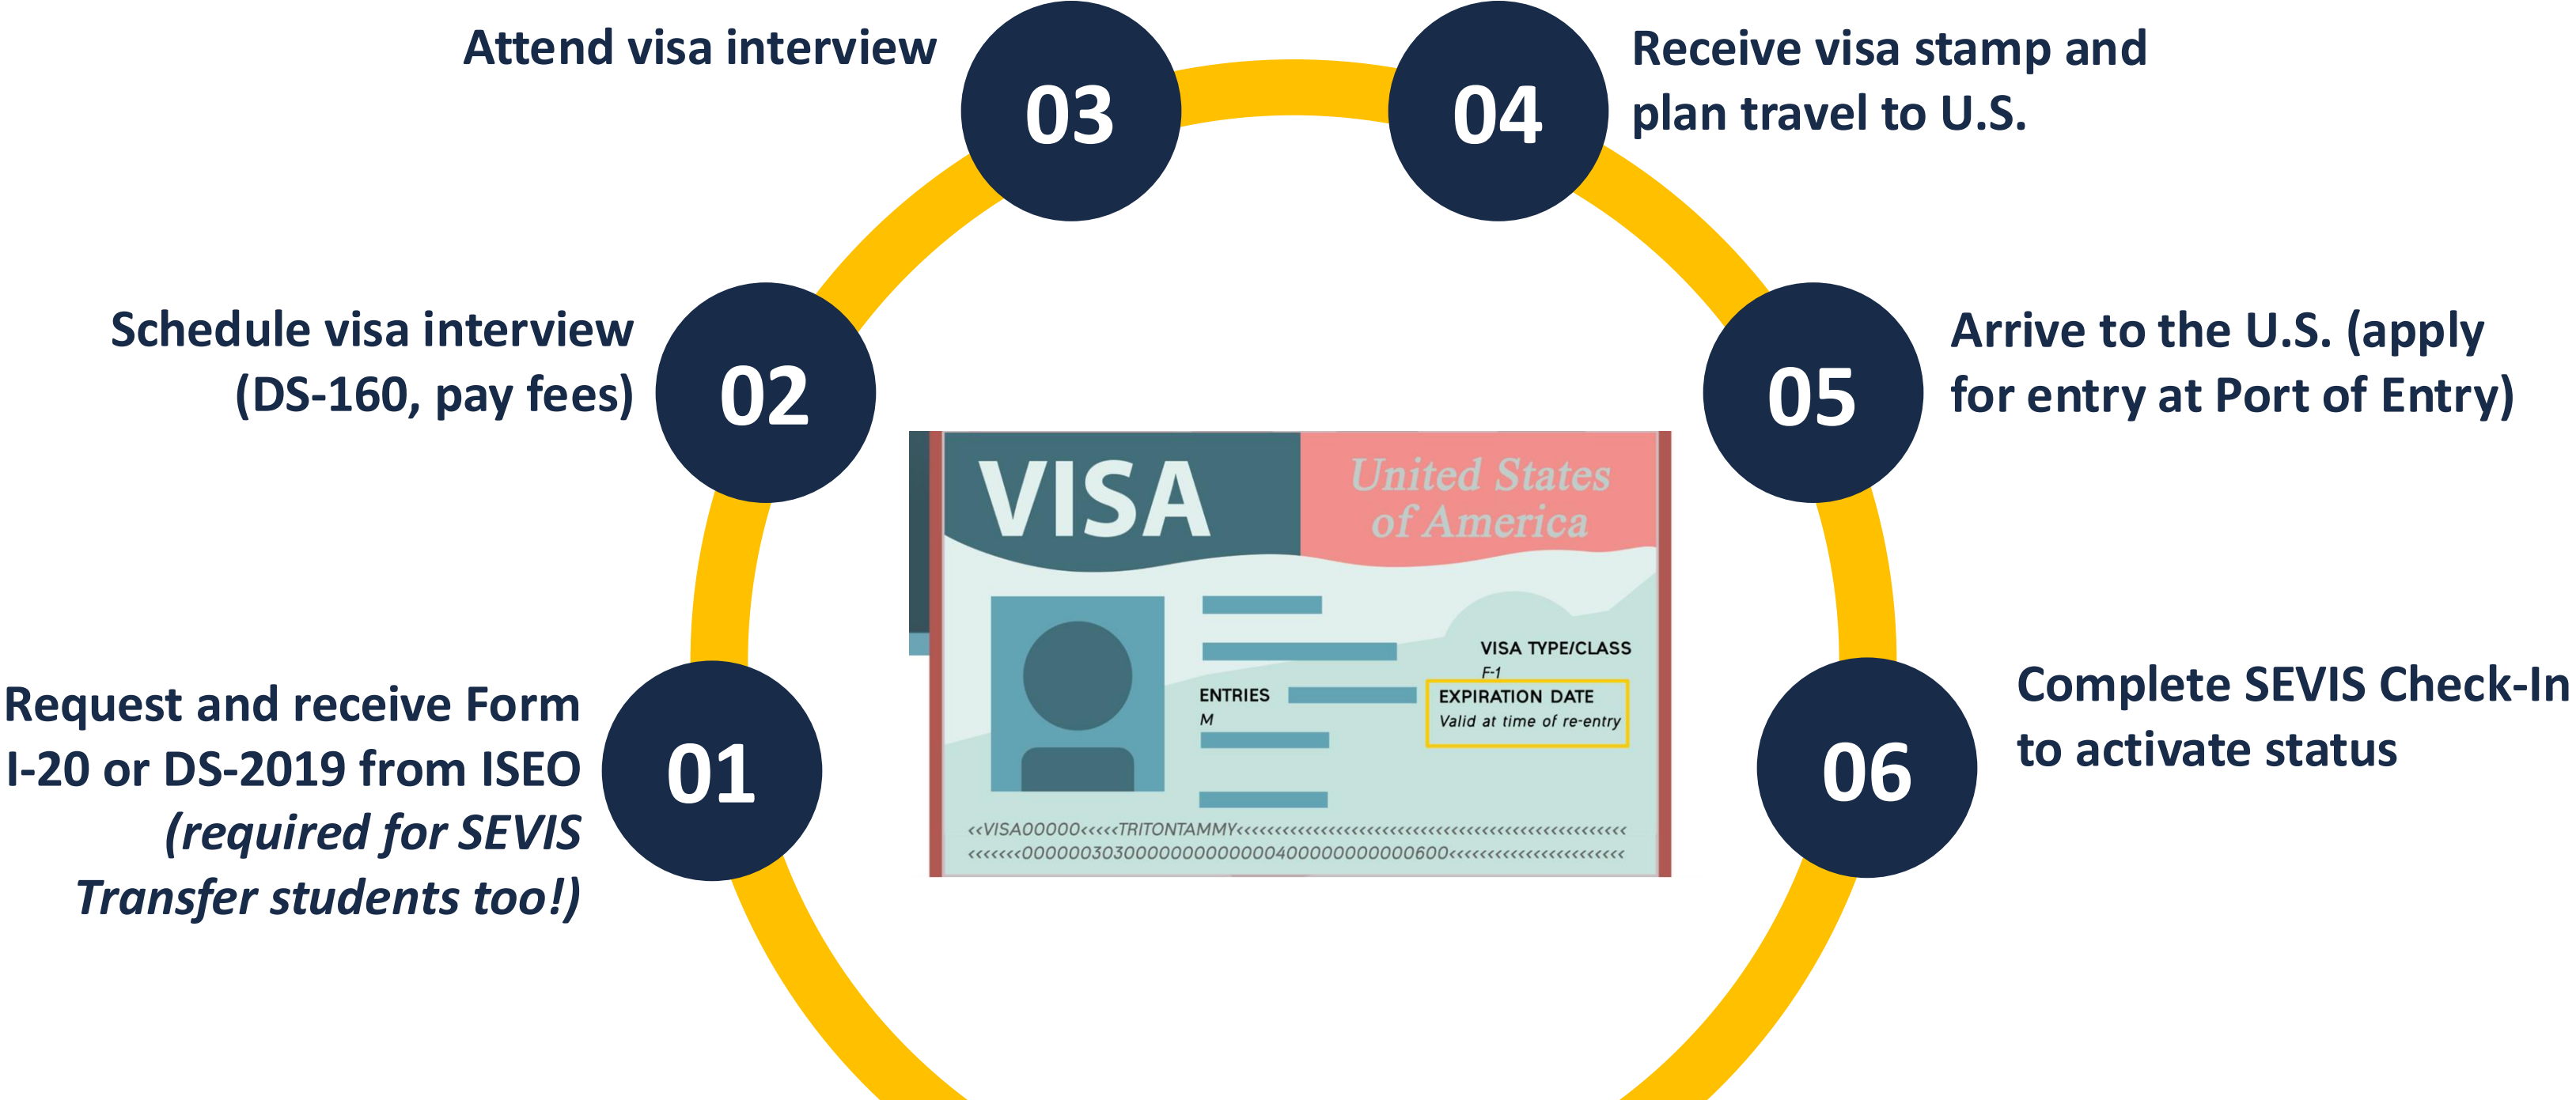 01
Request and receive Form
I-20 or DS-2019 from ISEO
(required for SEVIS
Transfer students too!)
02
Schedule visa interview
(DS-160, pay fees)
03
Attend visa interview
04
Receive visa stamp and
plan travel to U.S.
05
Arrive to the U.S. (apply
for entry at Port of Entry)
06
Complete SEVIS Check-In
to activate status
VISA
United States
of America
VISA TYPE/CLASS
F-1
ENTRIES
M
EXPIRATION DATE
Valid at time of re-entry
<<VISA00000<<<<<TRITONTAMMY<<<<<<<<<<<<<<<<<<<<<<<<<<<<<<<<<<<<<<<<<<<<<<<<<<<
<<<<<<<0000003030000000000000400000000000600<<<<<<<<<<<<<<<<<<<<<<<